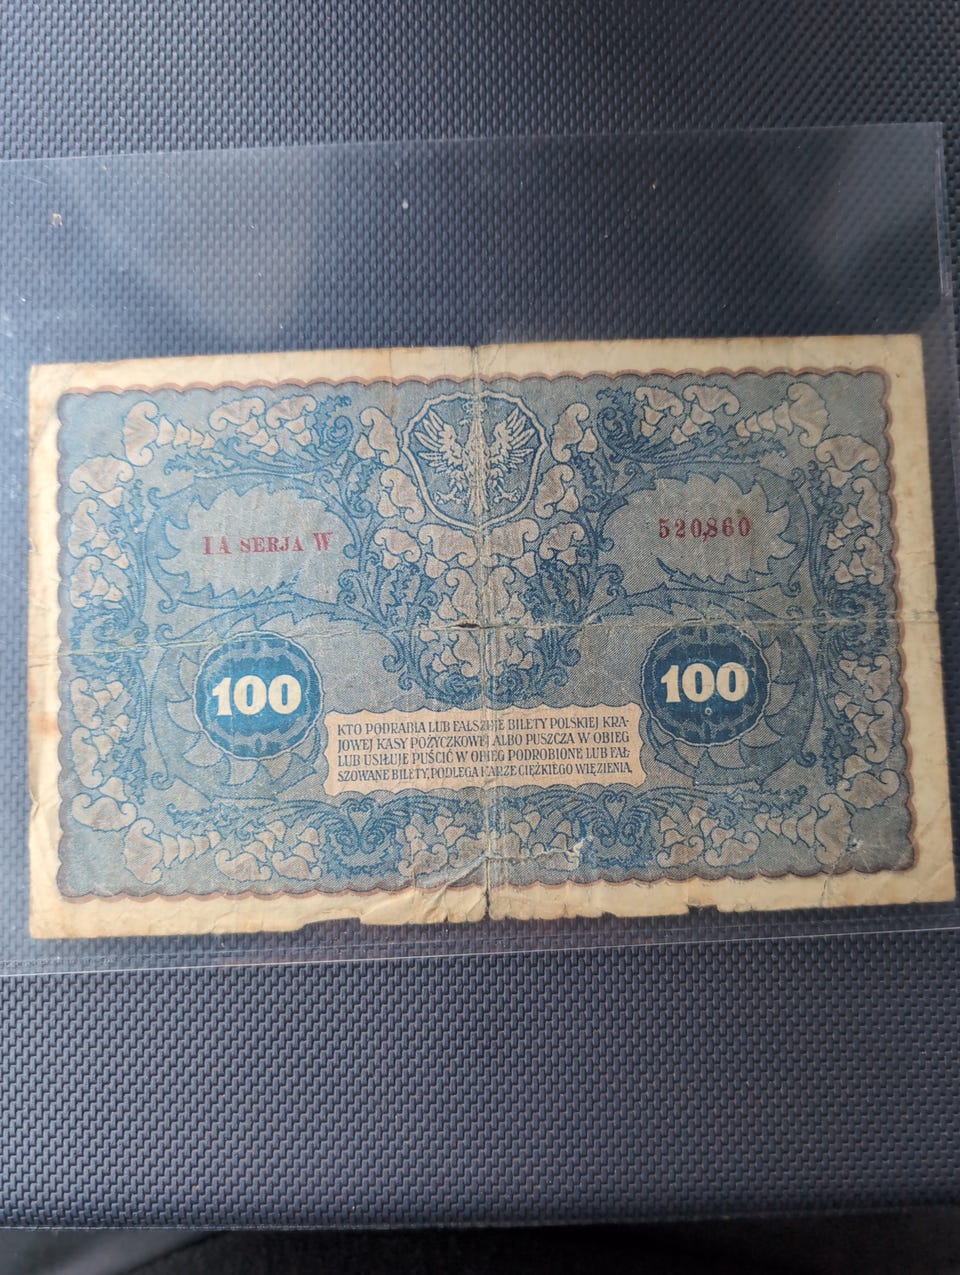 IA SERJA W
520,860
100
100
KTO PODRABIA LUB FAŁSZUJE BILETY POLSKIEJ KRA-
JOWEJ KASY POŻYCZKOWEJ ALBO PUSZCZA W OBIEG
LUB USIŁUJE PUŚCIĆ W OBIEG PODROBIONE LUB FAŁ-
SZOWANE BILETY, PODLEGA KARZE CIĘŻKIEGO WIĘZIENIA.